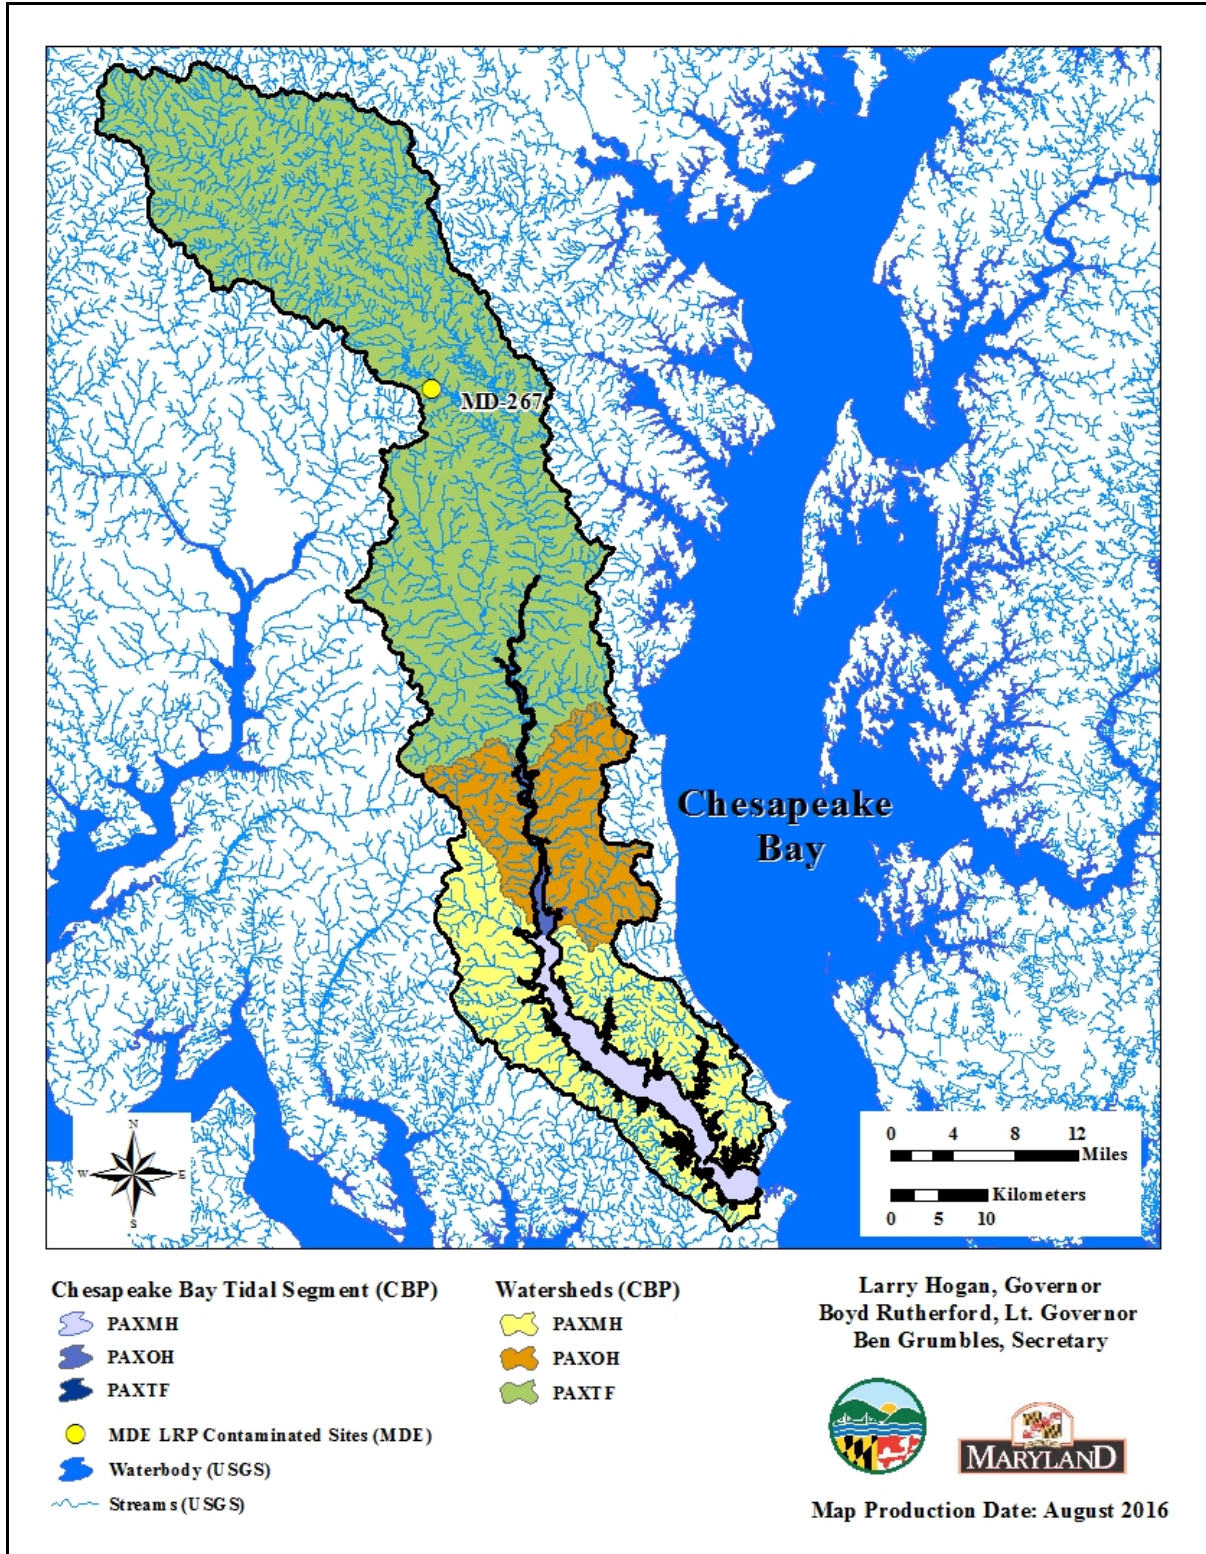 MD-267
Chesapeake
Bay
N
W
E
S
0 4 8 12
Miles
Kilometers
0 5 10
Chesapeake Bay Tidal Segment (CBP)
PAXMH
PAXOH
PAXTF
MDE LRP Contaminated Sites (MDE)
Waterbody (USGS)
Streams (USGS)
Watersheds (CBP)
PAXMH
PAXOH
PAXTF
Larry Hogan, Governor
Boyd Rutherford, Lt. Governor
Ben Grumbles, Secretary
MARYLAND
Map Production Date: August 2016